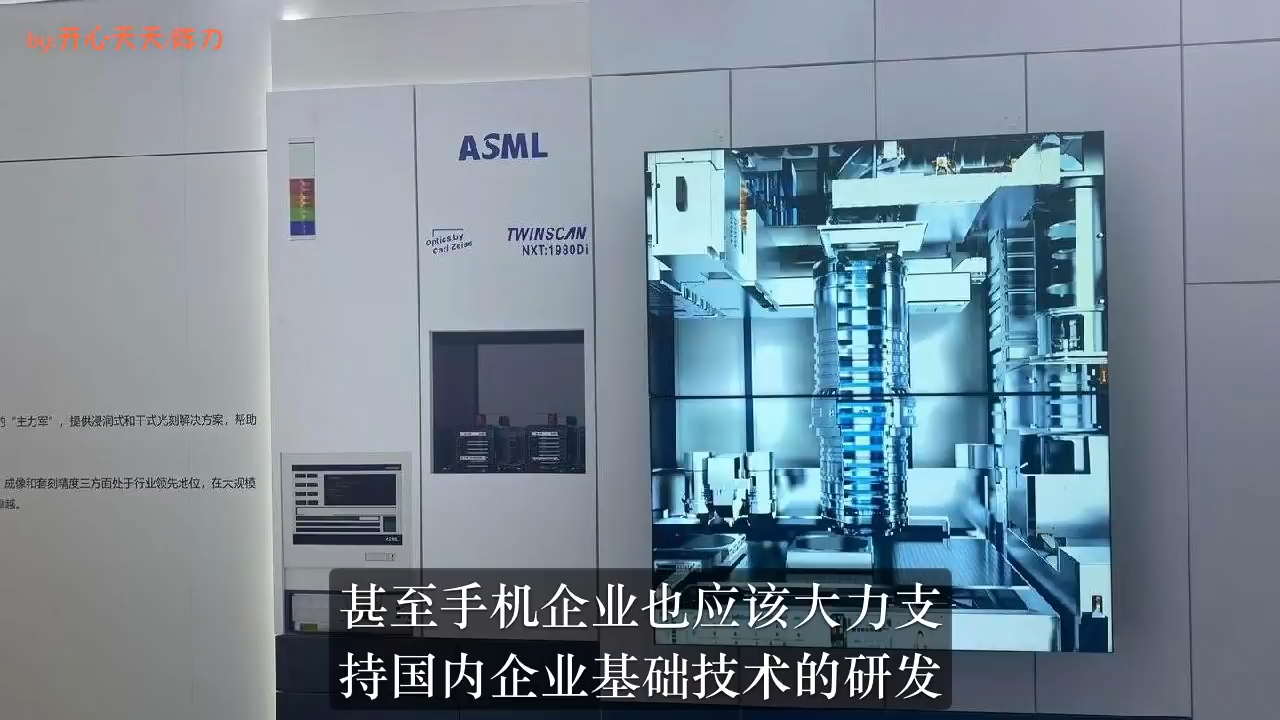 by:开心天天炼力
ASML
Optics by
Carl Zeiss
TWINSCAN
NXT:1980Di
的“主力军”，提供浸润式和干式光刻解决方案，帮助
成像和套刻精度三方面处于行业领先地位，在大规模
ASML
甚至手机企业也应该大力支
持国内企业基础技术的研发